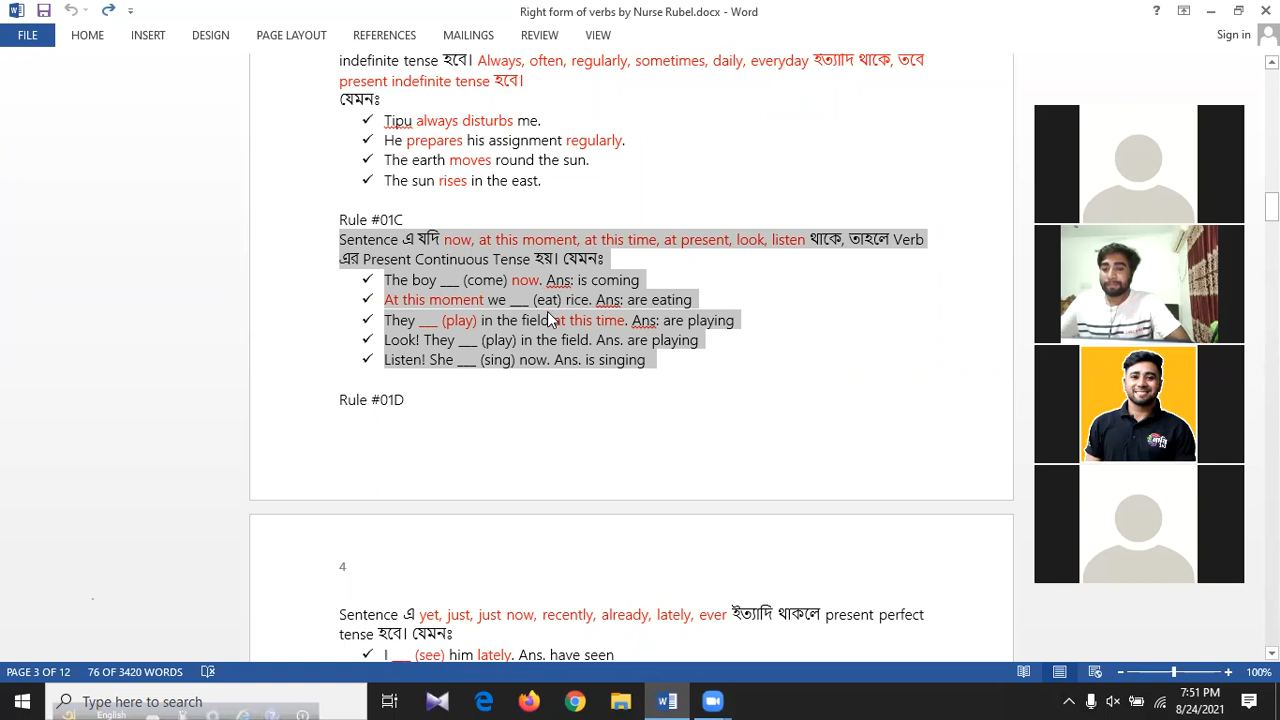 Right form of verbs by Nurse Rubel.docx - Word
FILE HOME INSERT DESIGN PAGE LAYOUT REFERENCES MAILINGS REVIEW VIEW Sign in
indefinite tense হবে। Always, often, regularly, sometimes, daily, everyday ইত্যাদি থাকে, তবে
present indefinite tense হবে।
যেমনঃ
✓ Tipu always disturbs me.
✓ He prepares his assignment regularly.
✓ The earth moves round the sun.
✓ The sun rises in the east.
Rule #01C
Sentence এ যদি now, at this moment, at this time, at present, look, listen থাকে, তাহলে Verb
এর Present Continuous Tense হয়। যেমনঃ
✓ The boy ___ (come) now. Ans: is coming
✓ At this moment we ___ (eat) rice. Ans: are eating
✓ They ___ (play) in the field at this time. Ans: are playing
✓ Look! They ___ (play) in the field. Ans. are playing
✓ Listen! She ___ (sing) now. Ans. is singing
Rule #01D
4
Sentence এ yet, just, just now, recently, already, lately, ever ইত্যাদি থাকলে present perfect
tense হবে। যেমনঃ
✓ I ___ (see) him lately. Ans. have seen
PAGE 3 OF 12 76 OF 3420 WORDS 100%
Type here to search
English
7:51 PM
8/24/2021